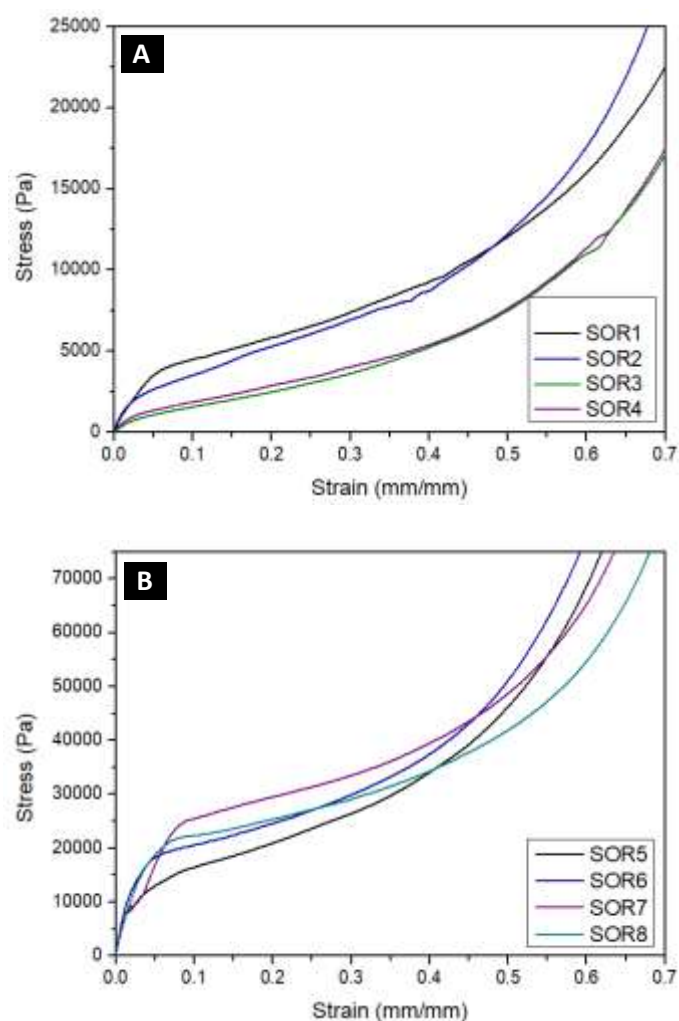 A
25000
20000
15000
10000
5000
0
Stress (Pa)
0.0 0.1 0.2 0.3 0.4 0.5 0.6 0.7
Strain (mm/mm)
SOR1
SOR2
SOR3
SOR4
B
70000
60000
50000
40000
30000
20000
10000
0
Stress (Pa)
0.0 0.1 0.2 0.3 0.4 0.5 0.6 0.7
Strain (mm/mm)
SOR5
SOR6
SOR7
SOR8